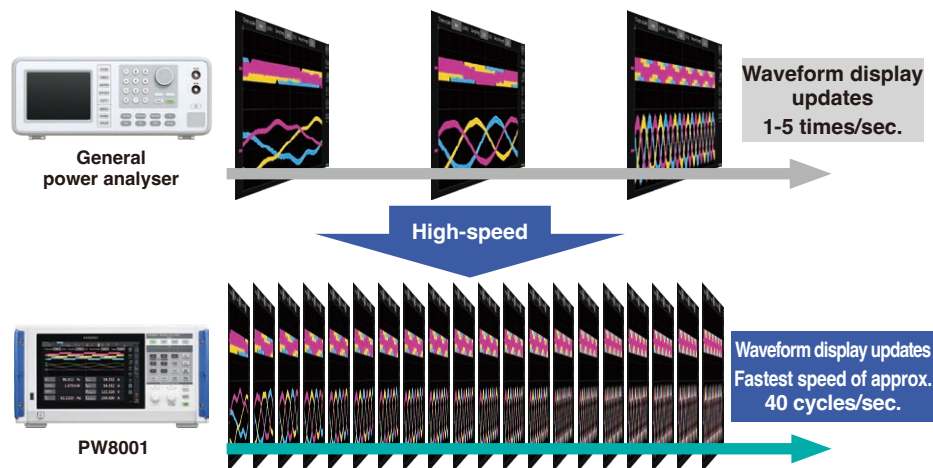 General
power analyser
Waveform display
updates
1-5 times/sec.
High-speed
PW8001
Waveform display updates
Fastest speed of approx.
40 cycles/sec.